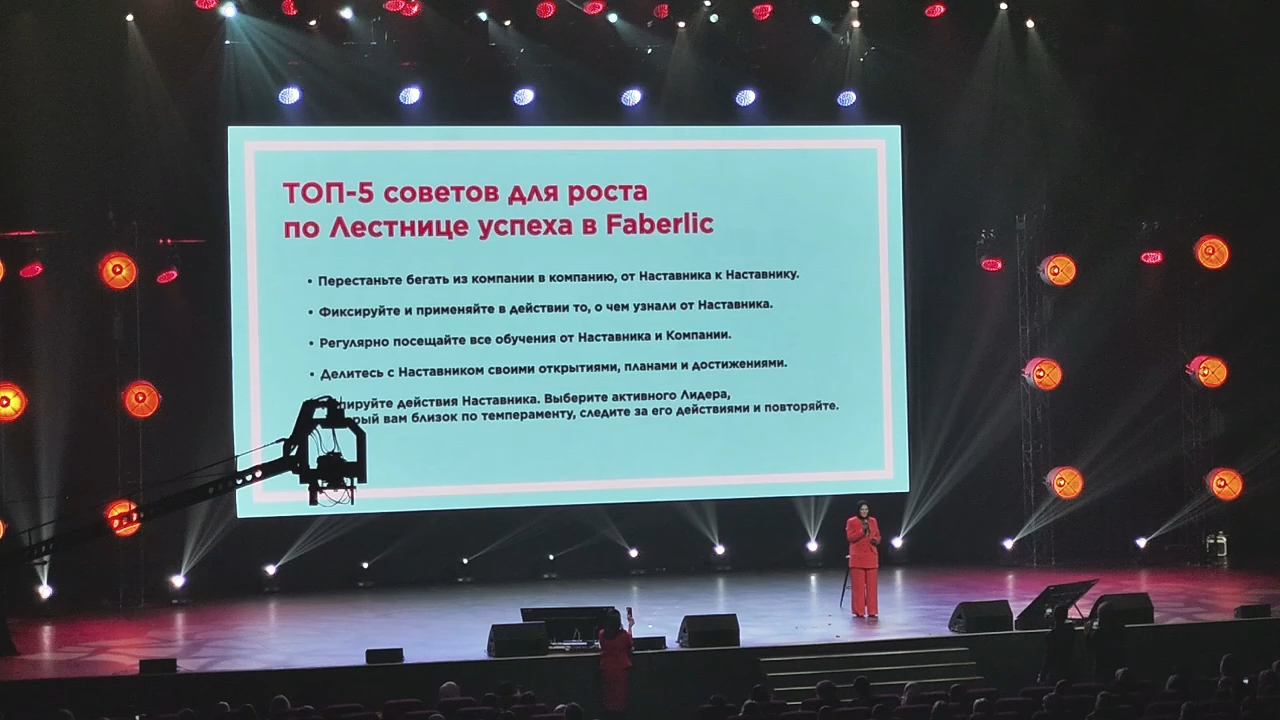 ТОП-5 советов для роста
по Лестнице успеха в Faberlic
• Перестаньте бегать из компании в компанию, от Наставника к Наставнику.
• Фиксируйте и применяйте в действии то, о чем узнали от Наставника.
• Регулярно посещайте все обучения от Наставника и Компании.
• Делитесь с Наставником своими открытиями, планами и достижениями.
действия Наставника. Выберите активного Лидера,
вам близок по темпераменту, следите за его действиями и повторяйте.